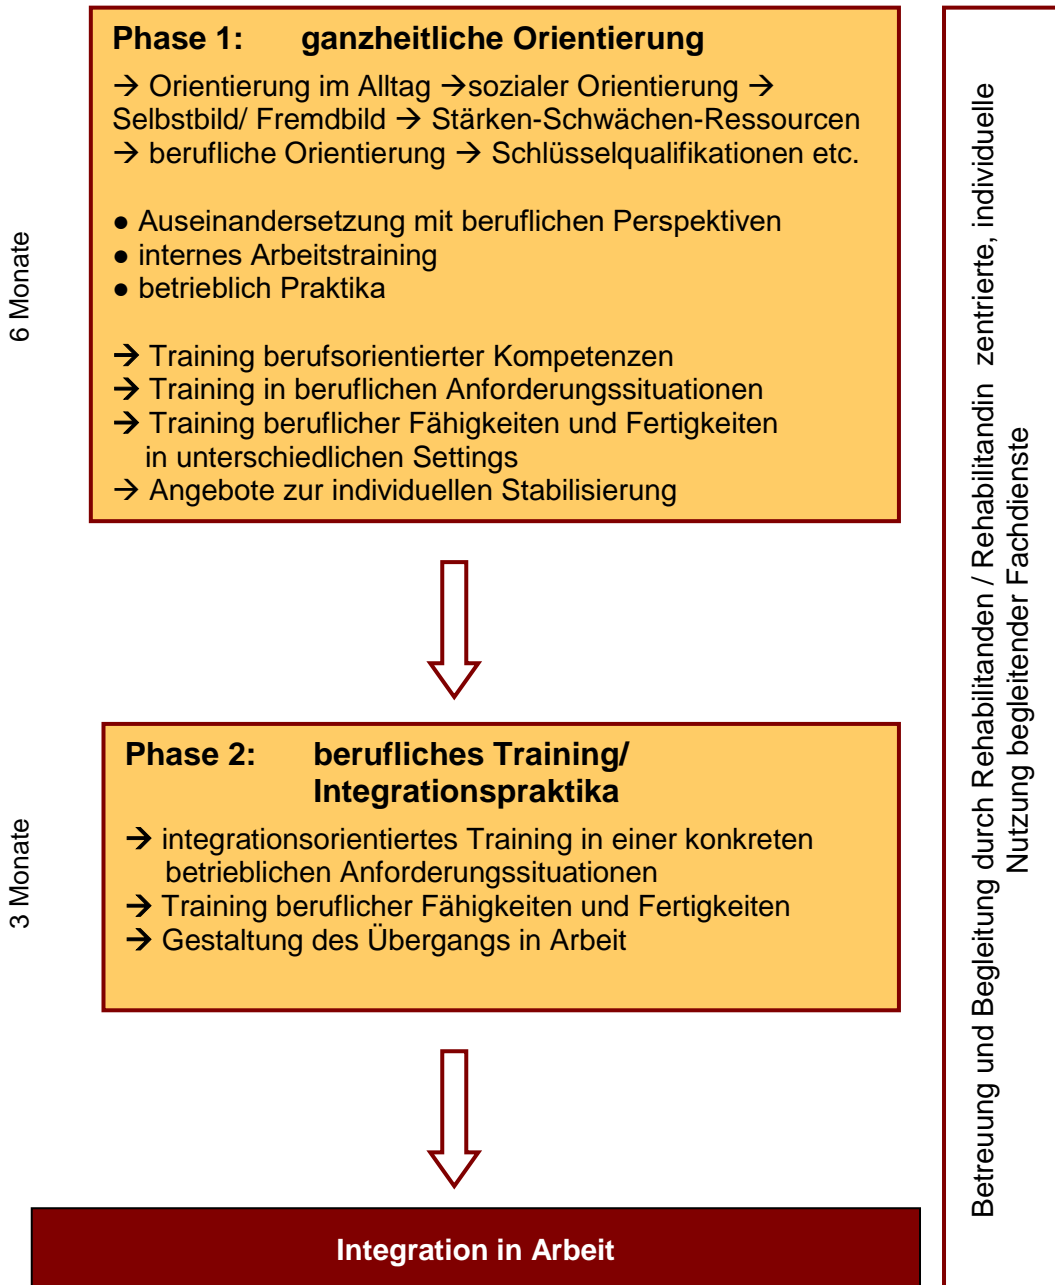 Phase 1: ganzheitliche Orientierung
→ Orientierung im Alltag →sozialer Orientierung →
Selbstbild/ Fremdbild → Stärken-Schwächen-Ressourcen
→ berufliche Orientierung → Schlüsselqualifikationen etc.
● Auseinandersetzung mit beruflichen Perspektiven
● internes Arbeitstraining
● betrieblich Praktika
→ Training berufsorientierter Kompetenzen
→ Training in beruflichen Anforderungssituationen
→ Training beruflicher Fähigkeiten und Fertigkeiten
in unterschiedlichen Settings
→ Angebote zur individuellen Stabilisierung
6 Monate
Phase 2: berufliches Training/
Integrationspraktika
→ integrationsorientiertes Training in einer konkreten
betrieblichen Anforderungssituationen
→ Training beruflicher Fähigkeiten und Fertigkeiten
→ Gestaltung des Übergangs in Arbeit
3 Monate
Integration in Arbeit
Betreuung und Begleitung durch Rehabilitanden / Rehabilitandin zentrierte, individuelle
Nutzung begleitender Fachdienste